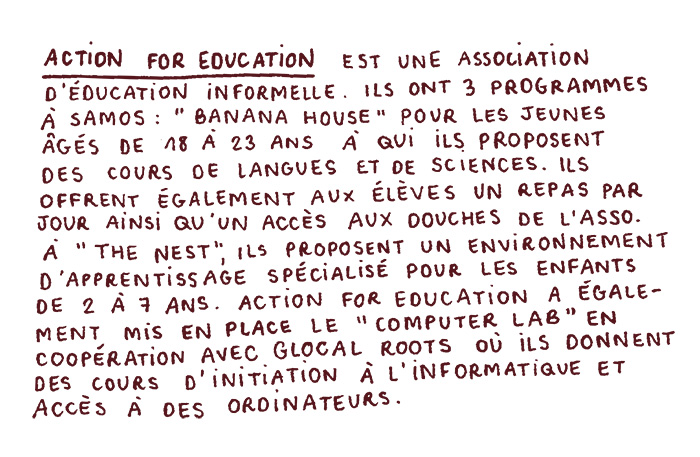 ACTION FOR EDUCATION EST UNE ASSOCIATION
D'ÉDUCATION INFORMELLE. ILS ONT 3 PROGRAMMES
À SAMOS : "BANANA HOUSE" POUR LES JEUNES
ÂGÉS DE 18 À 23 ANS À QUI ILS PROPOSENT
DES COURS DE LANGUES ET DE SCIENCES. ILS
OFFRENT ÉGALEMENT AUX ÉLÈVES UN REPAS PAR
JOUR AINSI QU'UN ACCÈS AUX DOUCHES DE L'ASSO.
À "THE NEST", ILS PROPOSENT UN ENVIRONNEMENT
D'APPRENTISSAGE SPÉCIALISÉ POUR LES ENFANTS
DE 2 À 7 ANS. ACTION FOR EDUCATION A ÉGALE-
MENT MIS EN PLACE LE "COMPUTER LAB" EN
COOPÉRATION AVEC GLOCAL ROOTS OÙ ILS DONNENT
DES COURS D'INITIATION À L'INFORMATIQUE ET
ACCÈS À DES ORDINATEURS.